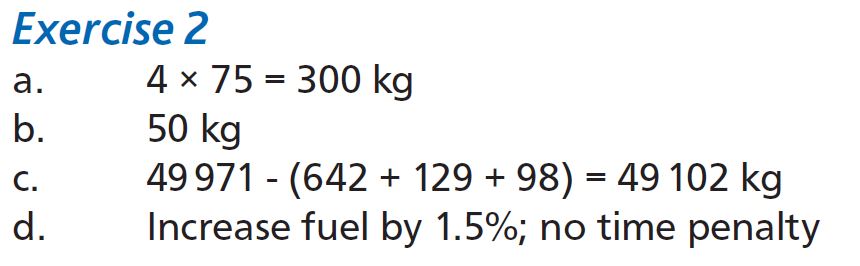 Exercise 2
a. 4 × 75 = 300 kg
b. 50 kg
c. 49 971 - (642 + 129 + 98) = 49 102 kg
d. Increase fuel by 1.5%; no time penalty